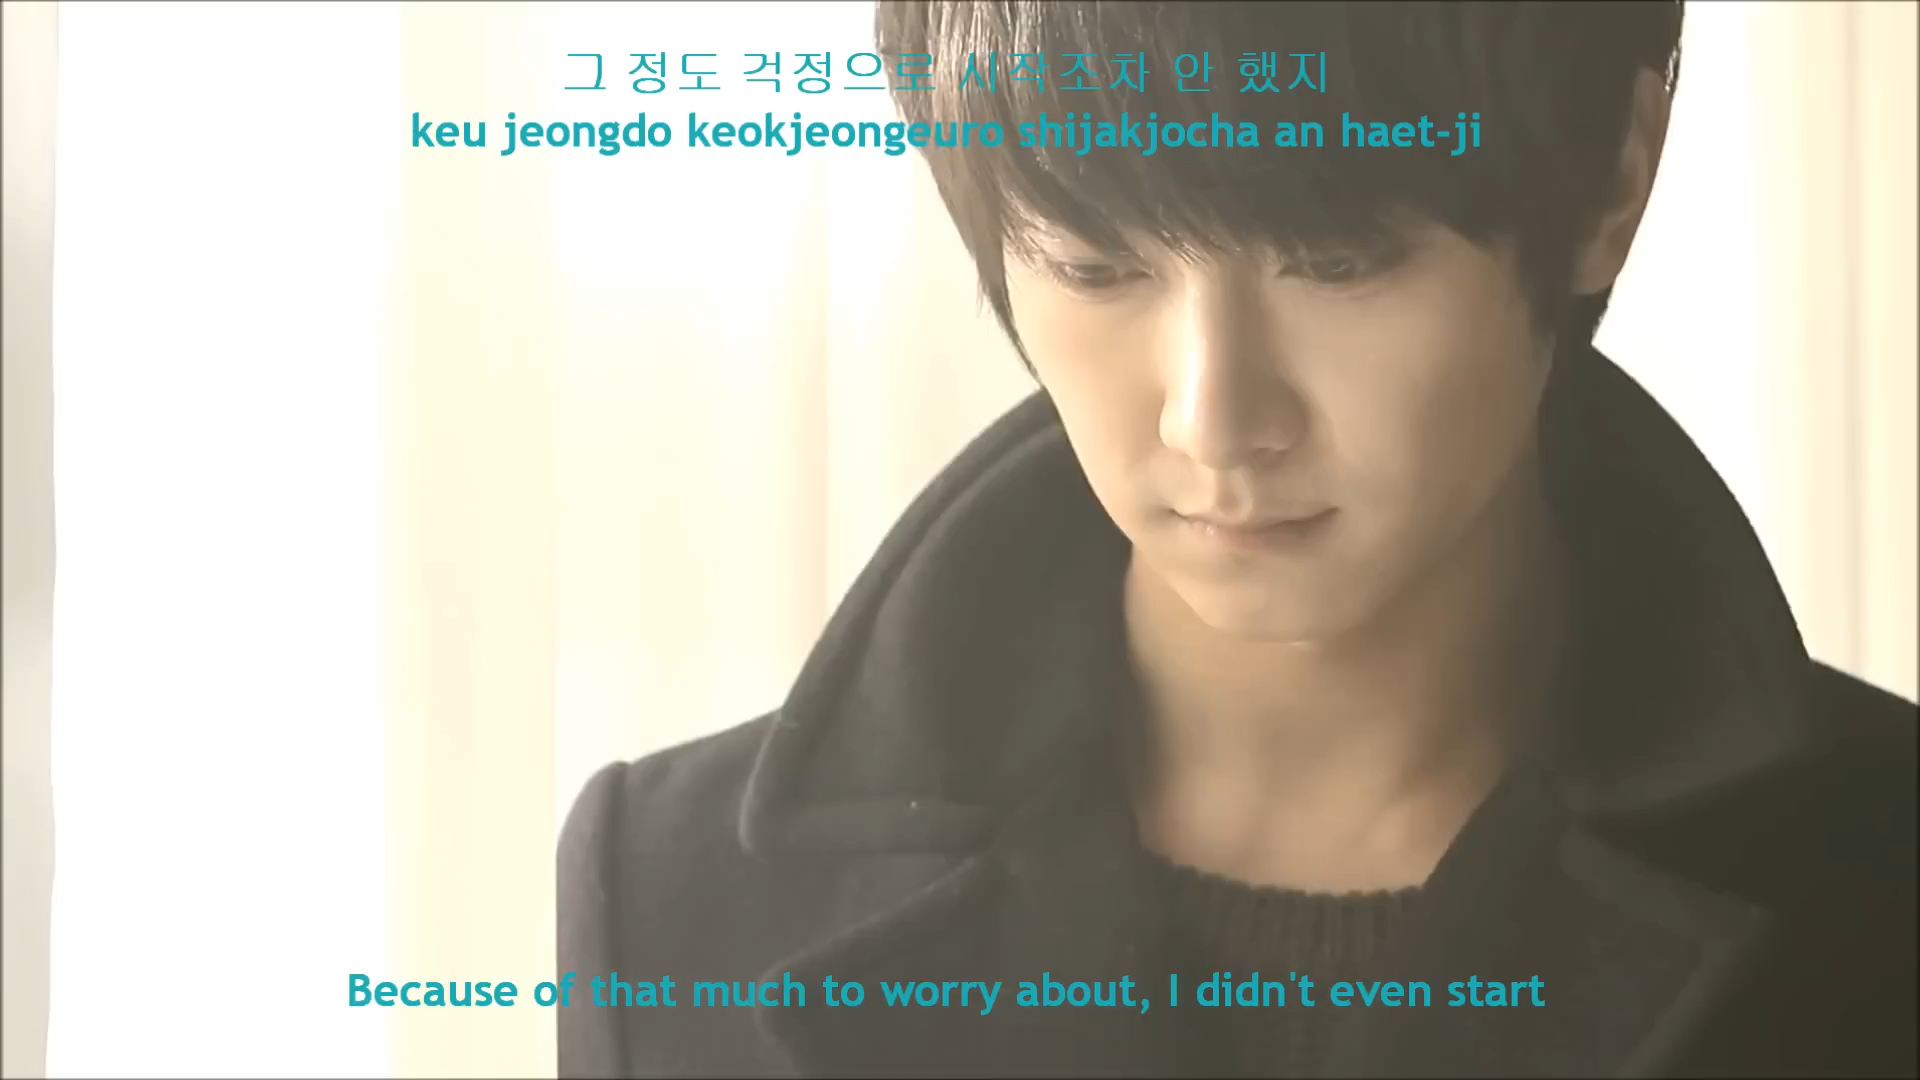 그 정도 걱정으로 시작조차 안 했지
keu jeongdo keokjeongeuro shijakjocha an haet-ji
Because of that much to worry about, I didn't even start